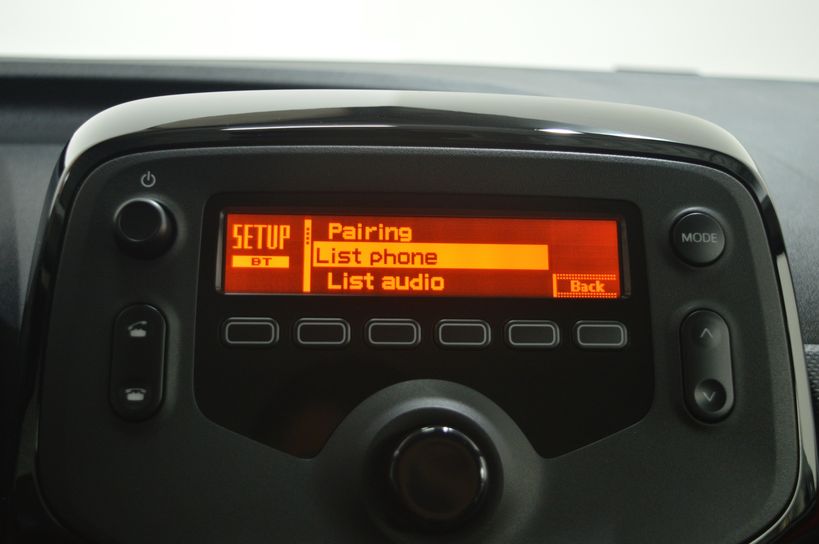 SETUP
BT
Pairing
List phone
List audio
Back
MODE